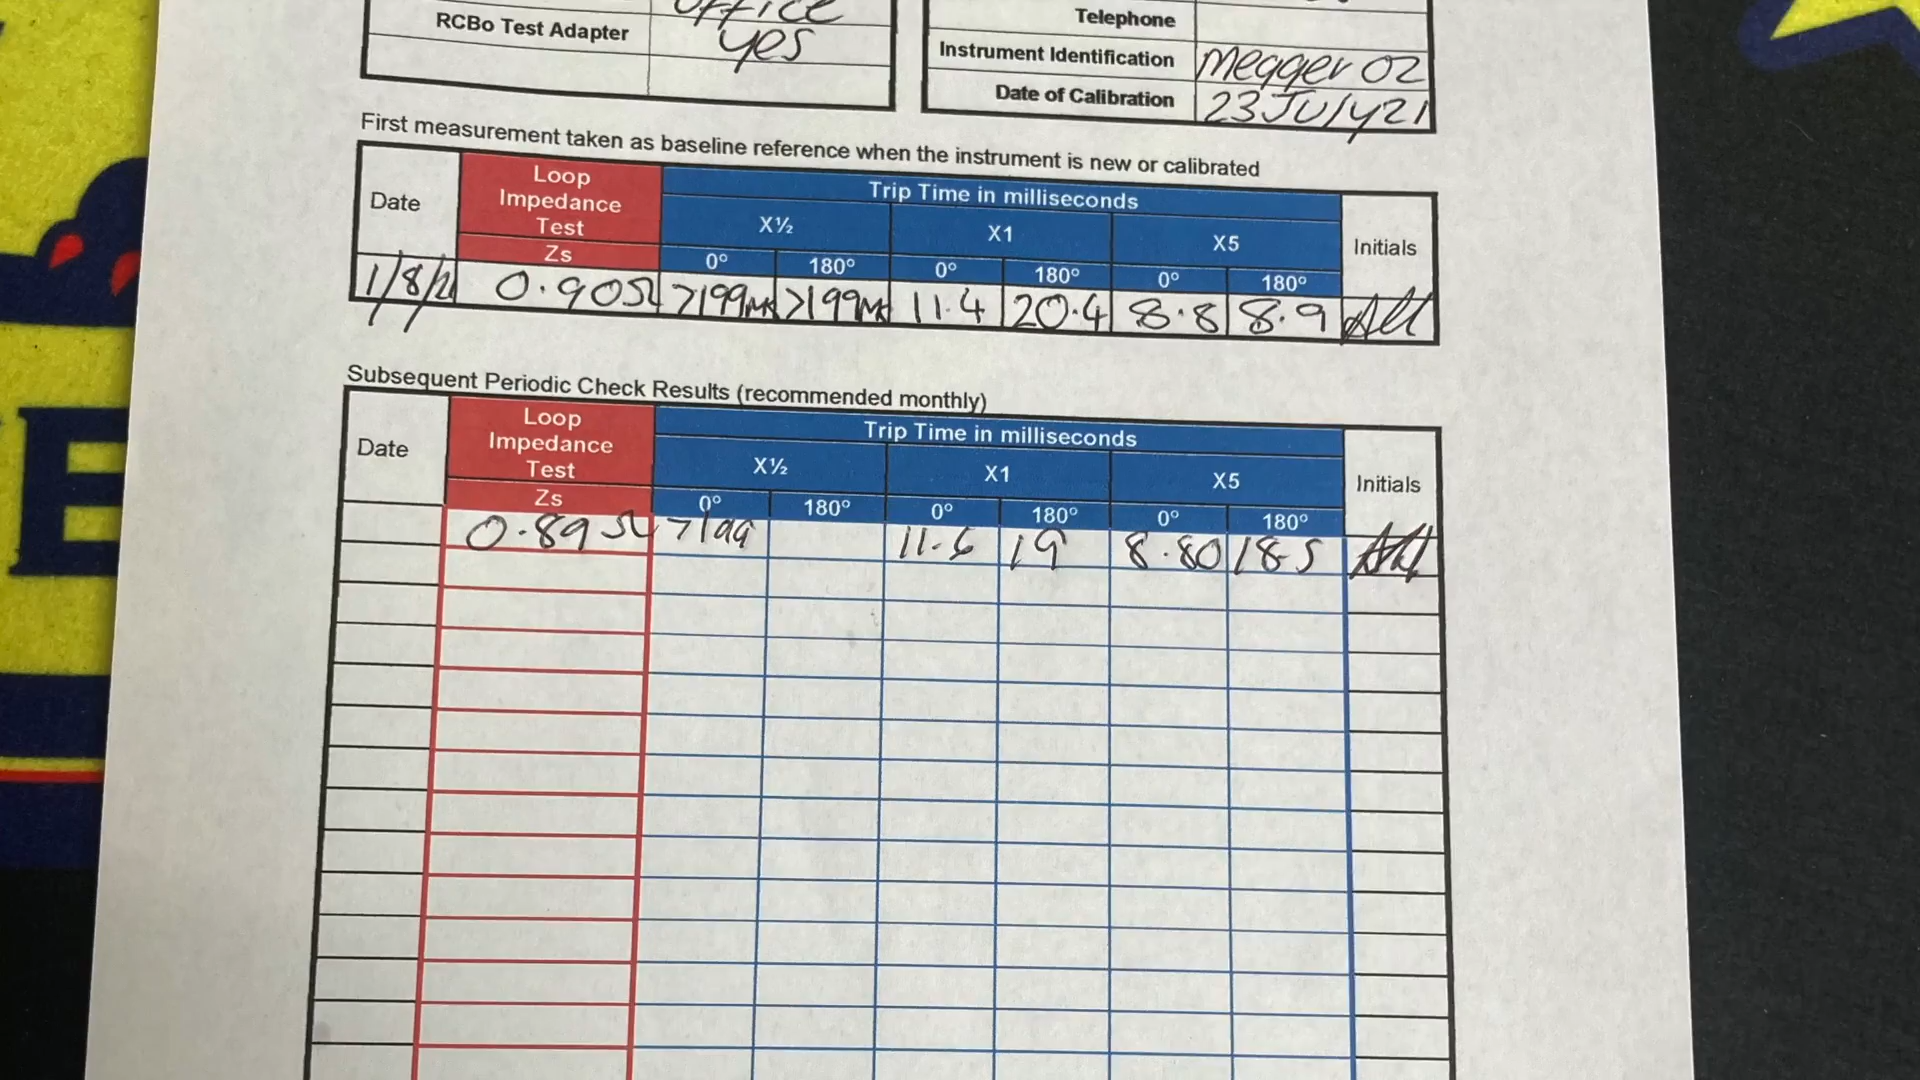 office
RCBo Test Adapter yes
Telephone
Instrument Identification Megger 02
Date of Calibration 23 July 21
First measurement taken as baseline reference when the instrument is new or calibrated
Date Loop Impedance Test Zs Trip Time in milliseconds Initials
X½ X1 X5
0° 180° 0° 180° 0° 180°
1/8/21 0.90Ω >199ms >199ms 11.4 20.4 8.8 8.9
Subsequent Periodic Check Results (recommended monthly)
Date Loop Impedance Test Zs Trip Time in milliseconds Initials
X½ X1 X5
0° 180° 0° 180° 0° 180°
0.89Ω >199 11.6 19 8.80 18.5
E